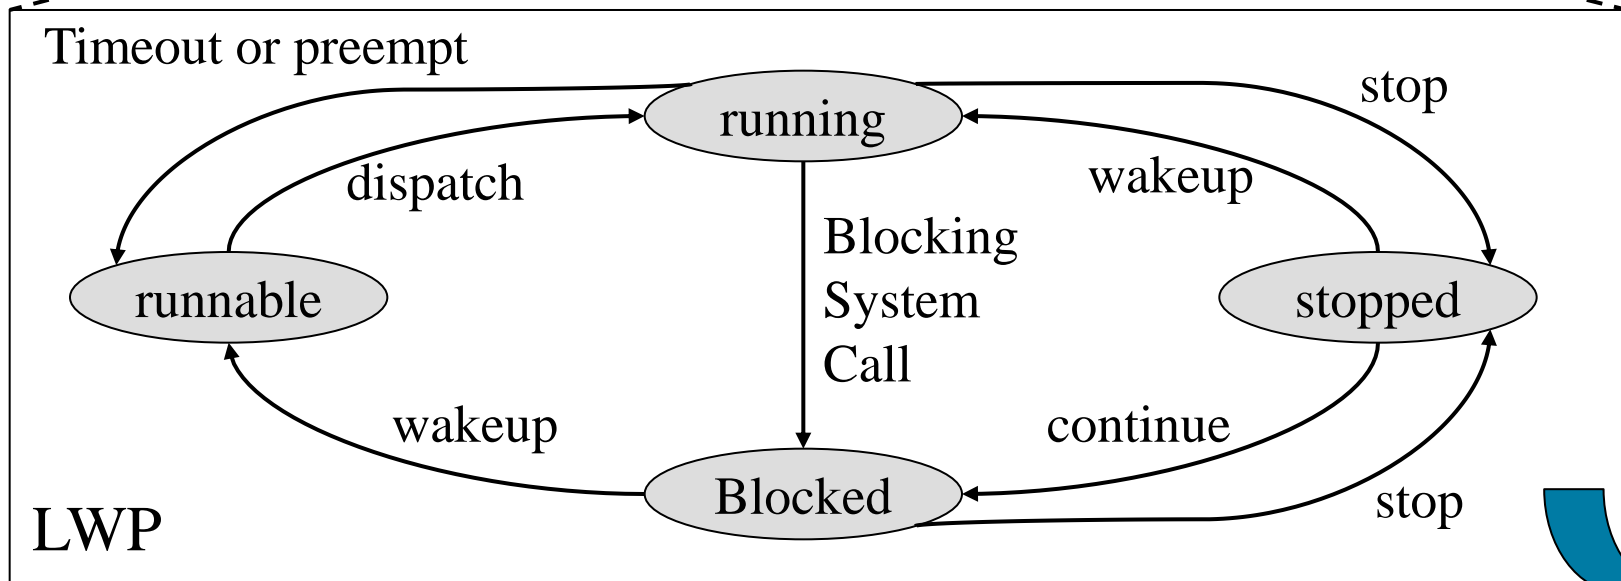 Timeout or preempt
running
stop
dispatch
wakeup
Blocking
System
Call
runnable
stopped
wakeup
continue
Blocked
stop
LWP